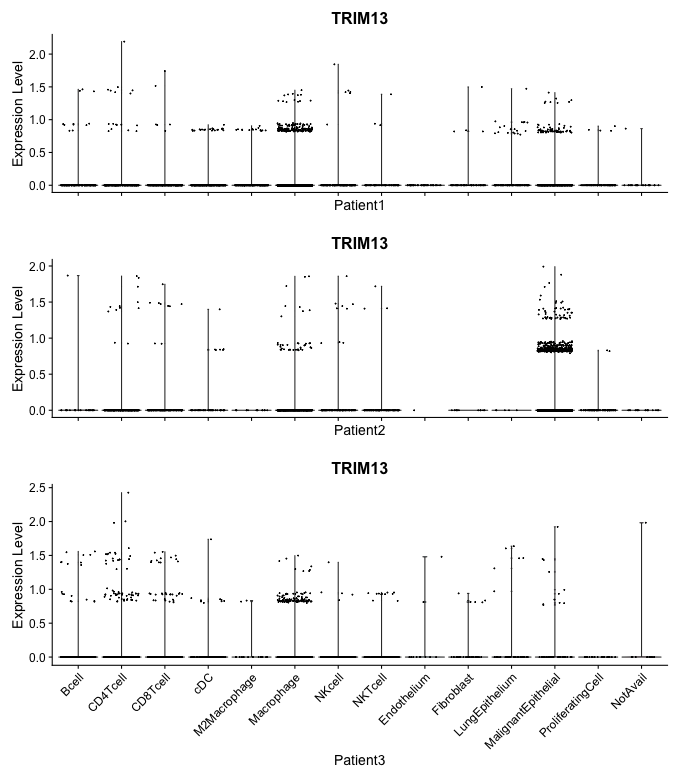 TRIM13
Expression Level
2.0
1.5
1.0
0.5
0.0
Patient1
TRIM13
Expression Level
2.0
1.5
1.0
0.5
0.0
Patient2
TRIM13
Expression Level
2.5
2.0
1.5
1.0
0.5
0.0
Bcell
CD4Tcell
CD8Tcell
cDC
M2Macrophage
Macrophage
NKcell
NKTcell
Endothelium
Fibroblast
LungEpithelium
MalignantEpithelial
ProliferatingCell
NotAvail
Patient3